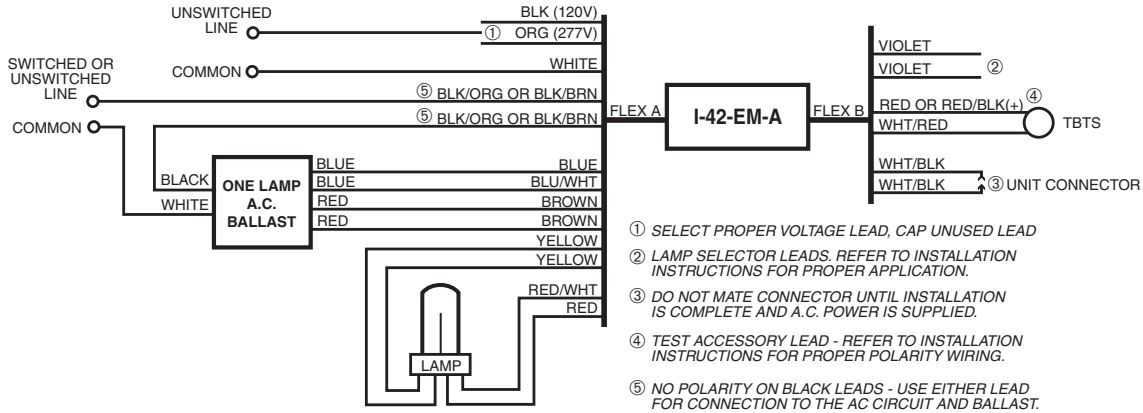 UNSWITCHED
LINE
BLK (120V)
① ORG (277V)
COMMON
WHITE
SWITCHED OR
UNSWITCHED
LINE
⑤ BLK/ORG OR BLK/BRN
COMMON
⑤ BLK/ORG OR BLK/BRN
FLEX A
I-42-EM-A
FLEX B
VIOLET
VIOLET
②
RED OR RED/BLK(+)
④
WHT/RED
TBTS
WHT/BLK
WHT/BLK
③ UNIT CONNECTOR
BLACK
WHITE
ONE LAMP
A.C.
BALLAST
BLUE
BLUE
BLUE
BLU/WHT
RED
BROWN
RED
BROWN
YELLOW
YELLOW
RED/WHT
RED
LAMP
① SELECT PROPER VOLTAGE LEAD, CAP UNUSED LEAD
② LAMP SELECTOR LEADS. REFER TO INSTALLATION
INSTRUCTIONS FOR PROPER APPLICATION.
③ DO NOT MATE CONNECTOR UNTIL INSTALLATION
IS COMPLETE AND A.C. POWER IS SUPPLIED.
④ TEST ACCESSORY LEAD - REFER TO INSTALLATION
INSTRUCTIONS FOR PROPER POLARITY WIRING.
⑤ NO POLARITY ON BLACK LEADS - USE EITHER LEAD
FOR CONNECTION TO THE AC CIRCUIT AND BALLAST.